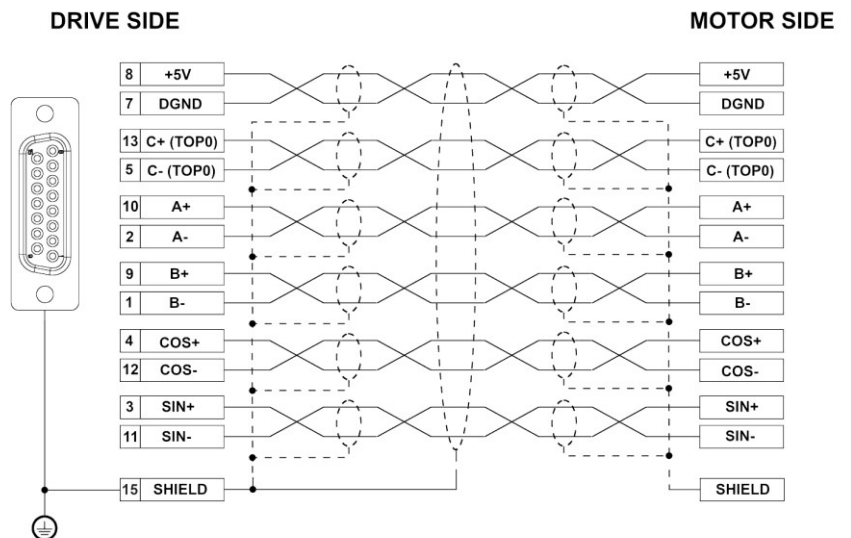 DRIVE SIDE MOTOR SIDE
8 +5V +5V
7 DGND DGND
13 C+ (TOP0) C+ (TOP0)
5 C- (TOP0) C- (TOP0)
10 A+ A+
2 A- A-
9 B+ B+
1 B- B-
4 COS+ COS+
12 COS- COS-
3 SIN+ SIN+
11 SIN- SIN-
15 SHIELD SHIELD